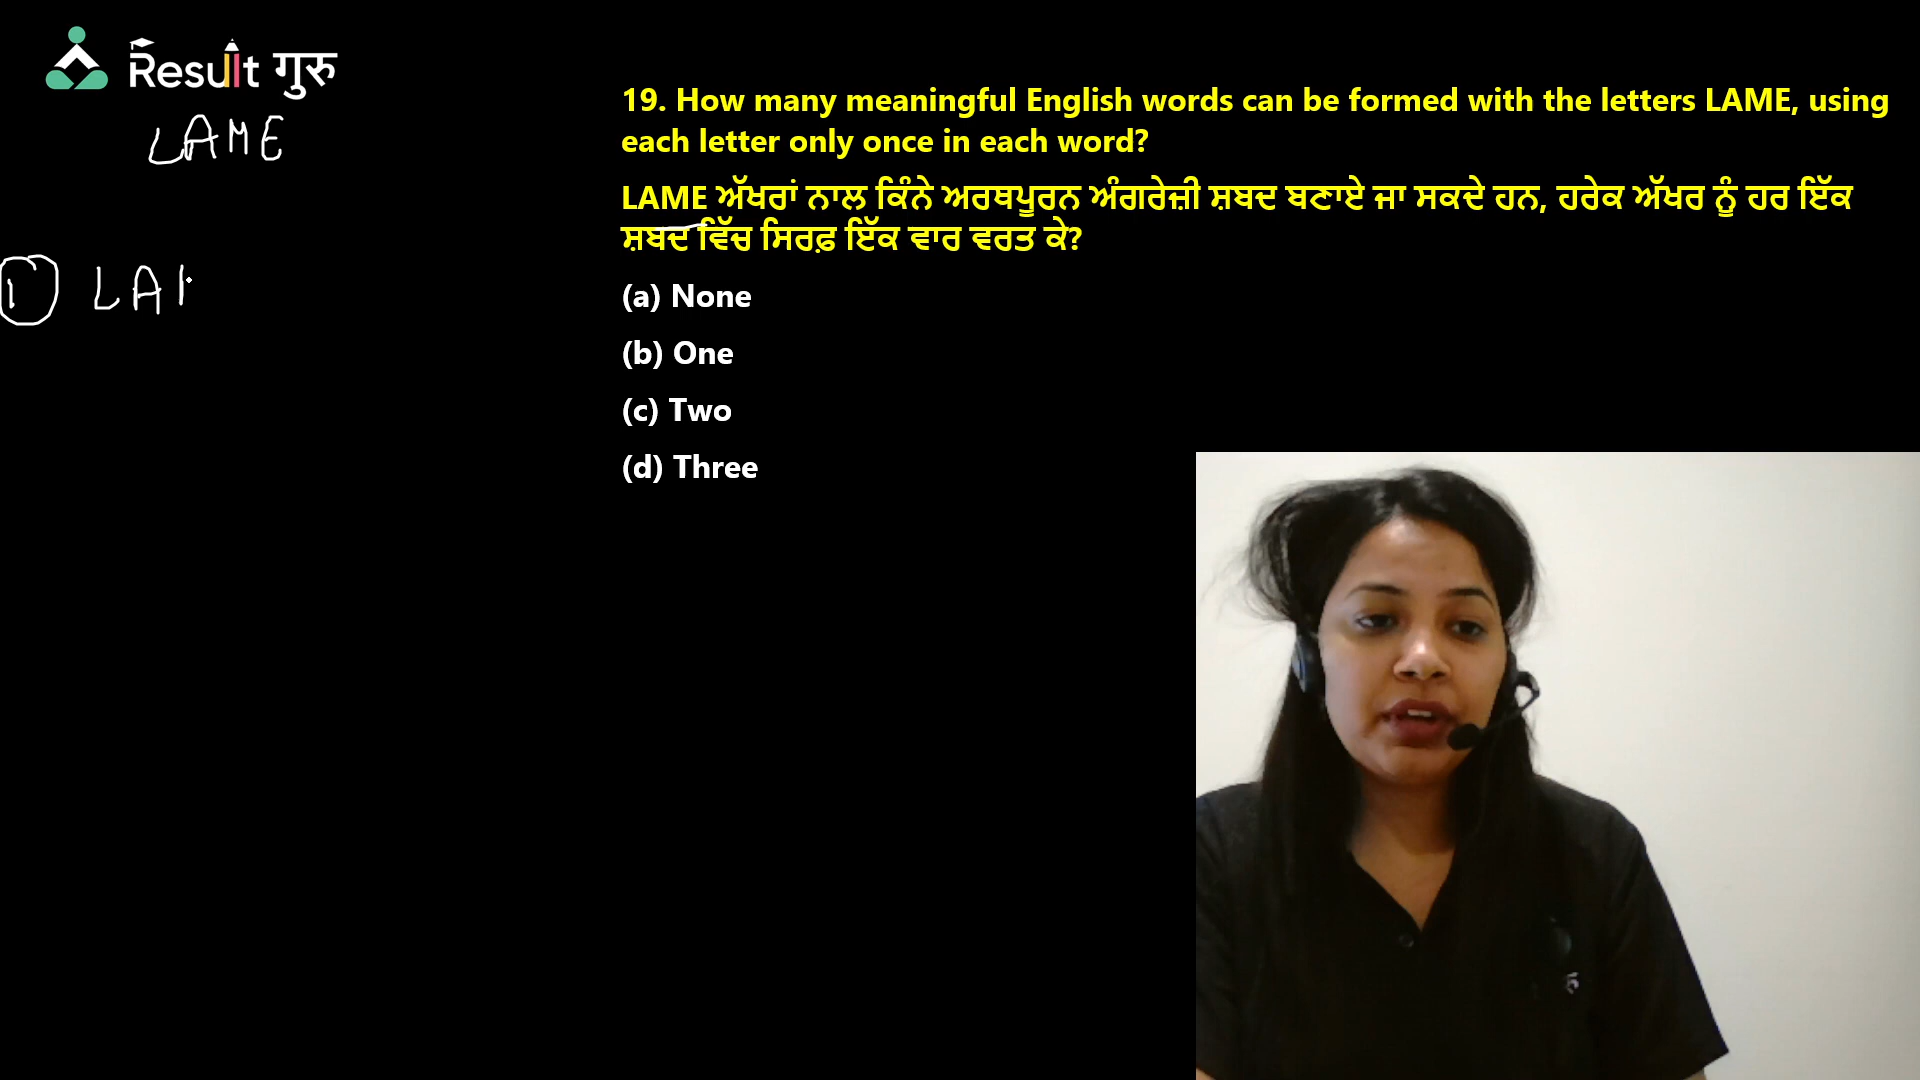 Result गुरु
LAME
19. How many meaningful English words can be formed with the letters LAME, using
each letter only once in each word?
LAME ਅੱਖਰਾਂ ਨਾਲ ਕਿੰਨੇ ਅਰਥਪੂਰਨ ਅੰਗਰੇਜ਼ੀ ਸ਼ਬਦ ਬਣਾਏ ਜਾ ਸਕਦੇ ਹਨ, ਹਰੇਕ ਅੱਖਰ ਨੂੰ ਹਰ ਇੱਕ
ਸ਼ਬਦ ਵਿੱਚ ਸਿਰਫ਼ ਇੱਕ ਵਾਰ ਵਰਤ ਕੇ?
(a) None
(b) One
(c) Two
(d) Three
1 LA